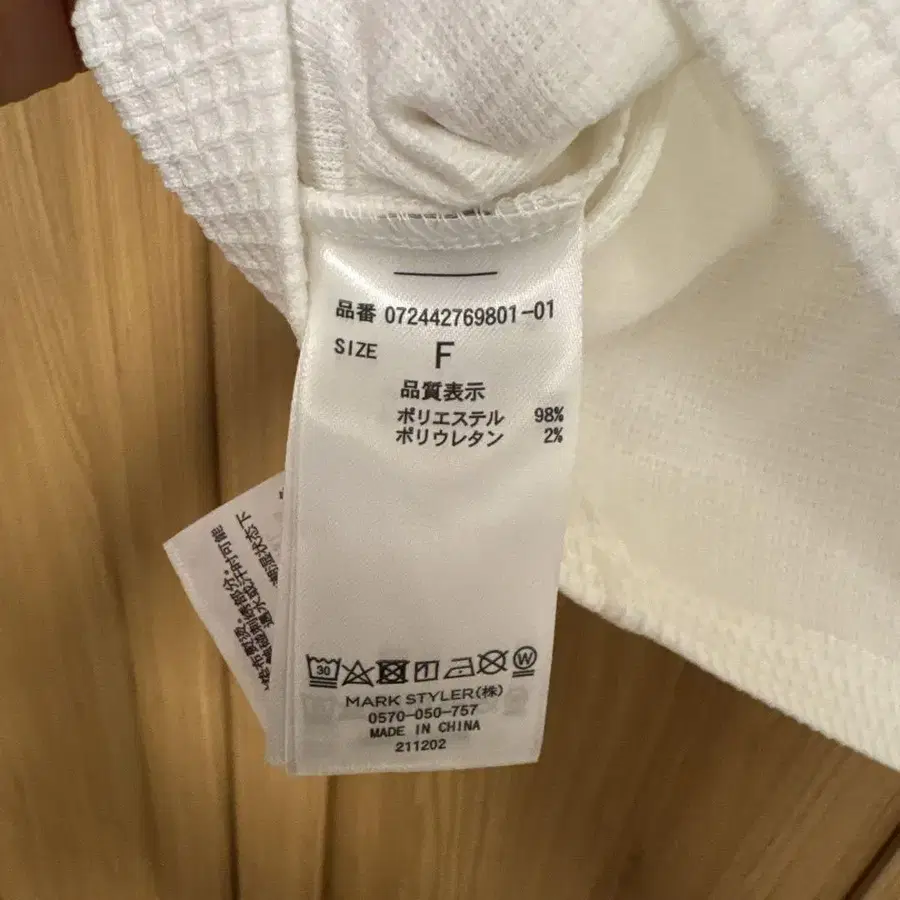 品番 072442769801-01
SIZE F
品質表示
ポリエステル 98%
ポリウレタン 2%
30 W
MARK STYLER(株)
0570-050-757
MADE IN CHINA
211202